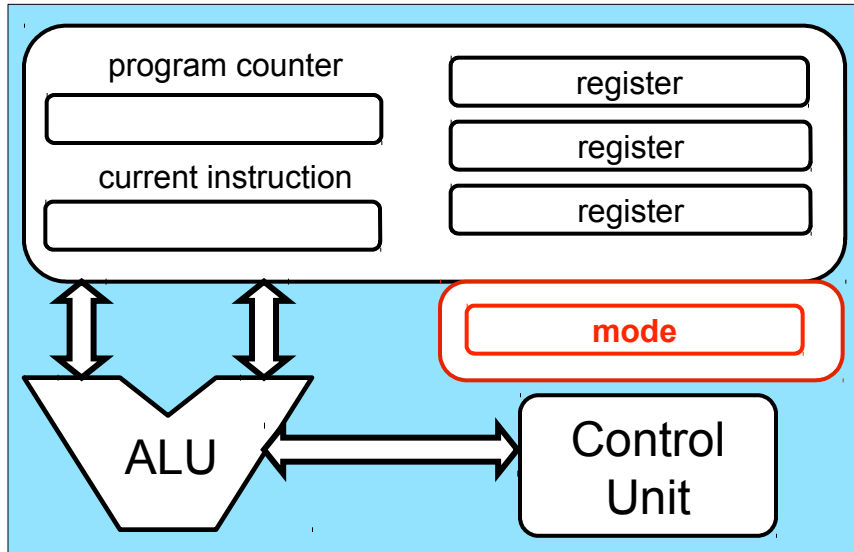 program counter
current instruction
register
register
register
mode
ALU
Control
Unit